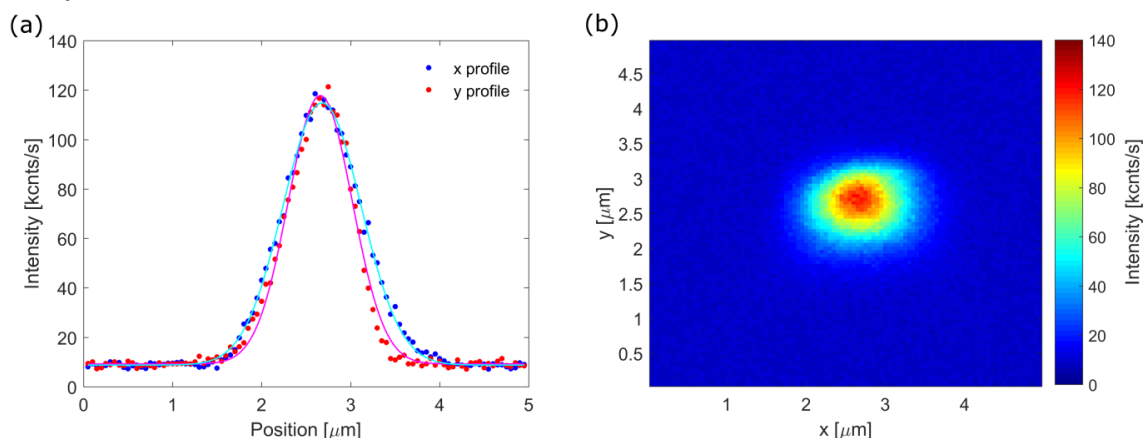 (a)
140
120
100
80
60
40
20
0
Intensity [kcnts/s]
x profile
y profile
0 1 2 3 4 5
Position [μm]
(b)
4.5
4
3.5
3
2.5
2
1.5
1
0.5
y [μm]
1 2 3 4
x [μm]
140
120
100
80
60
40
20
0
Intensity [kcnts/s]